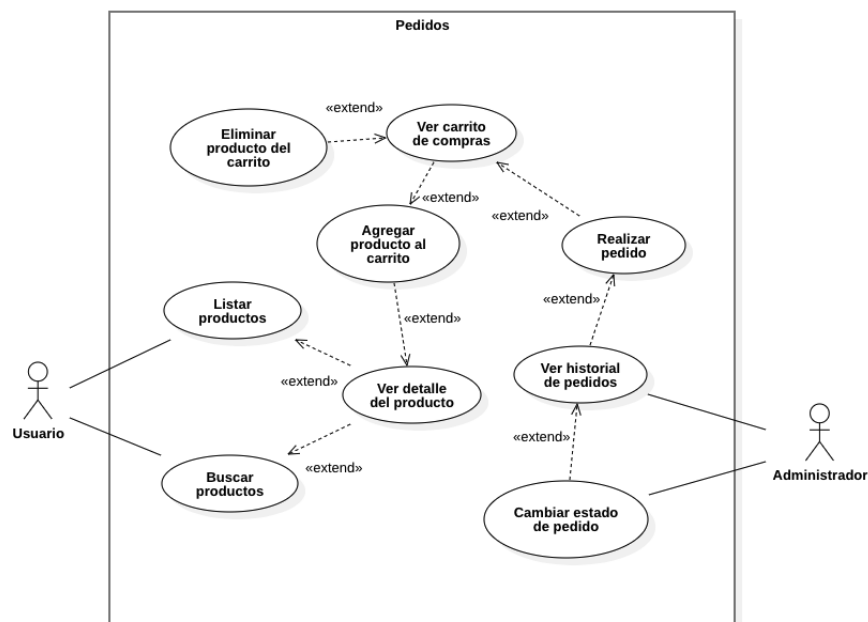 Pedidos
«extend»
Eliminar
producto del
carrito
Ver carrito
de compras
«extend»
«extend»
Agregar
producto al
carrito
Realizar
pedido
Listar
productos
«extend»
«extend»
«extend»
Ver detalle
del producto
Ver historial
de pedidos
Usuario
«extend»
«extend»
Buscar
productos
Cambiar estado
de pedido
Administrador